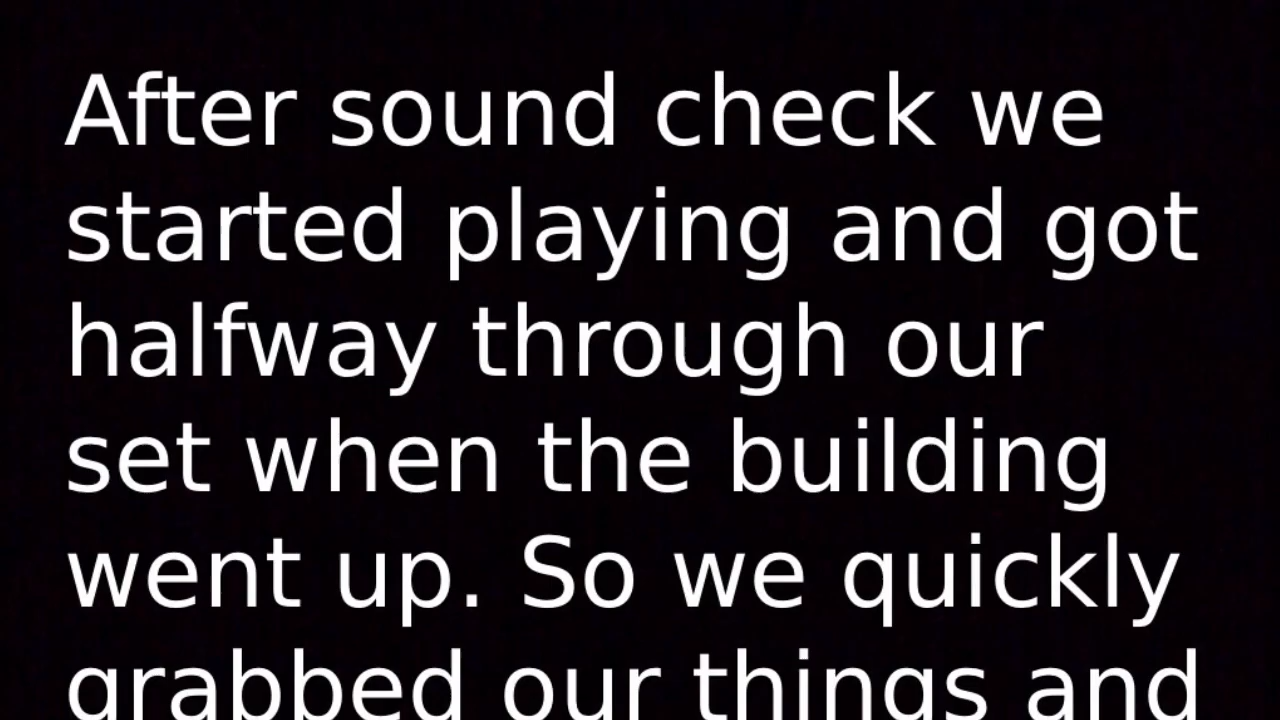 After sound check we
started playing and got
halfway through our
set when the building
went up. So we quickly
grabbed our things and